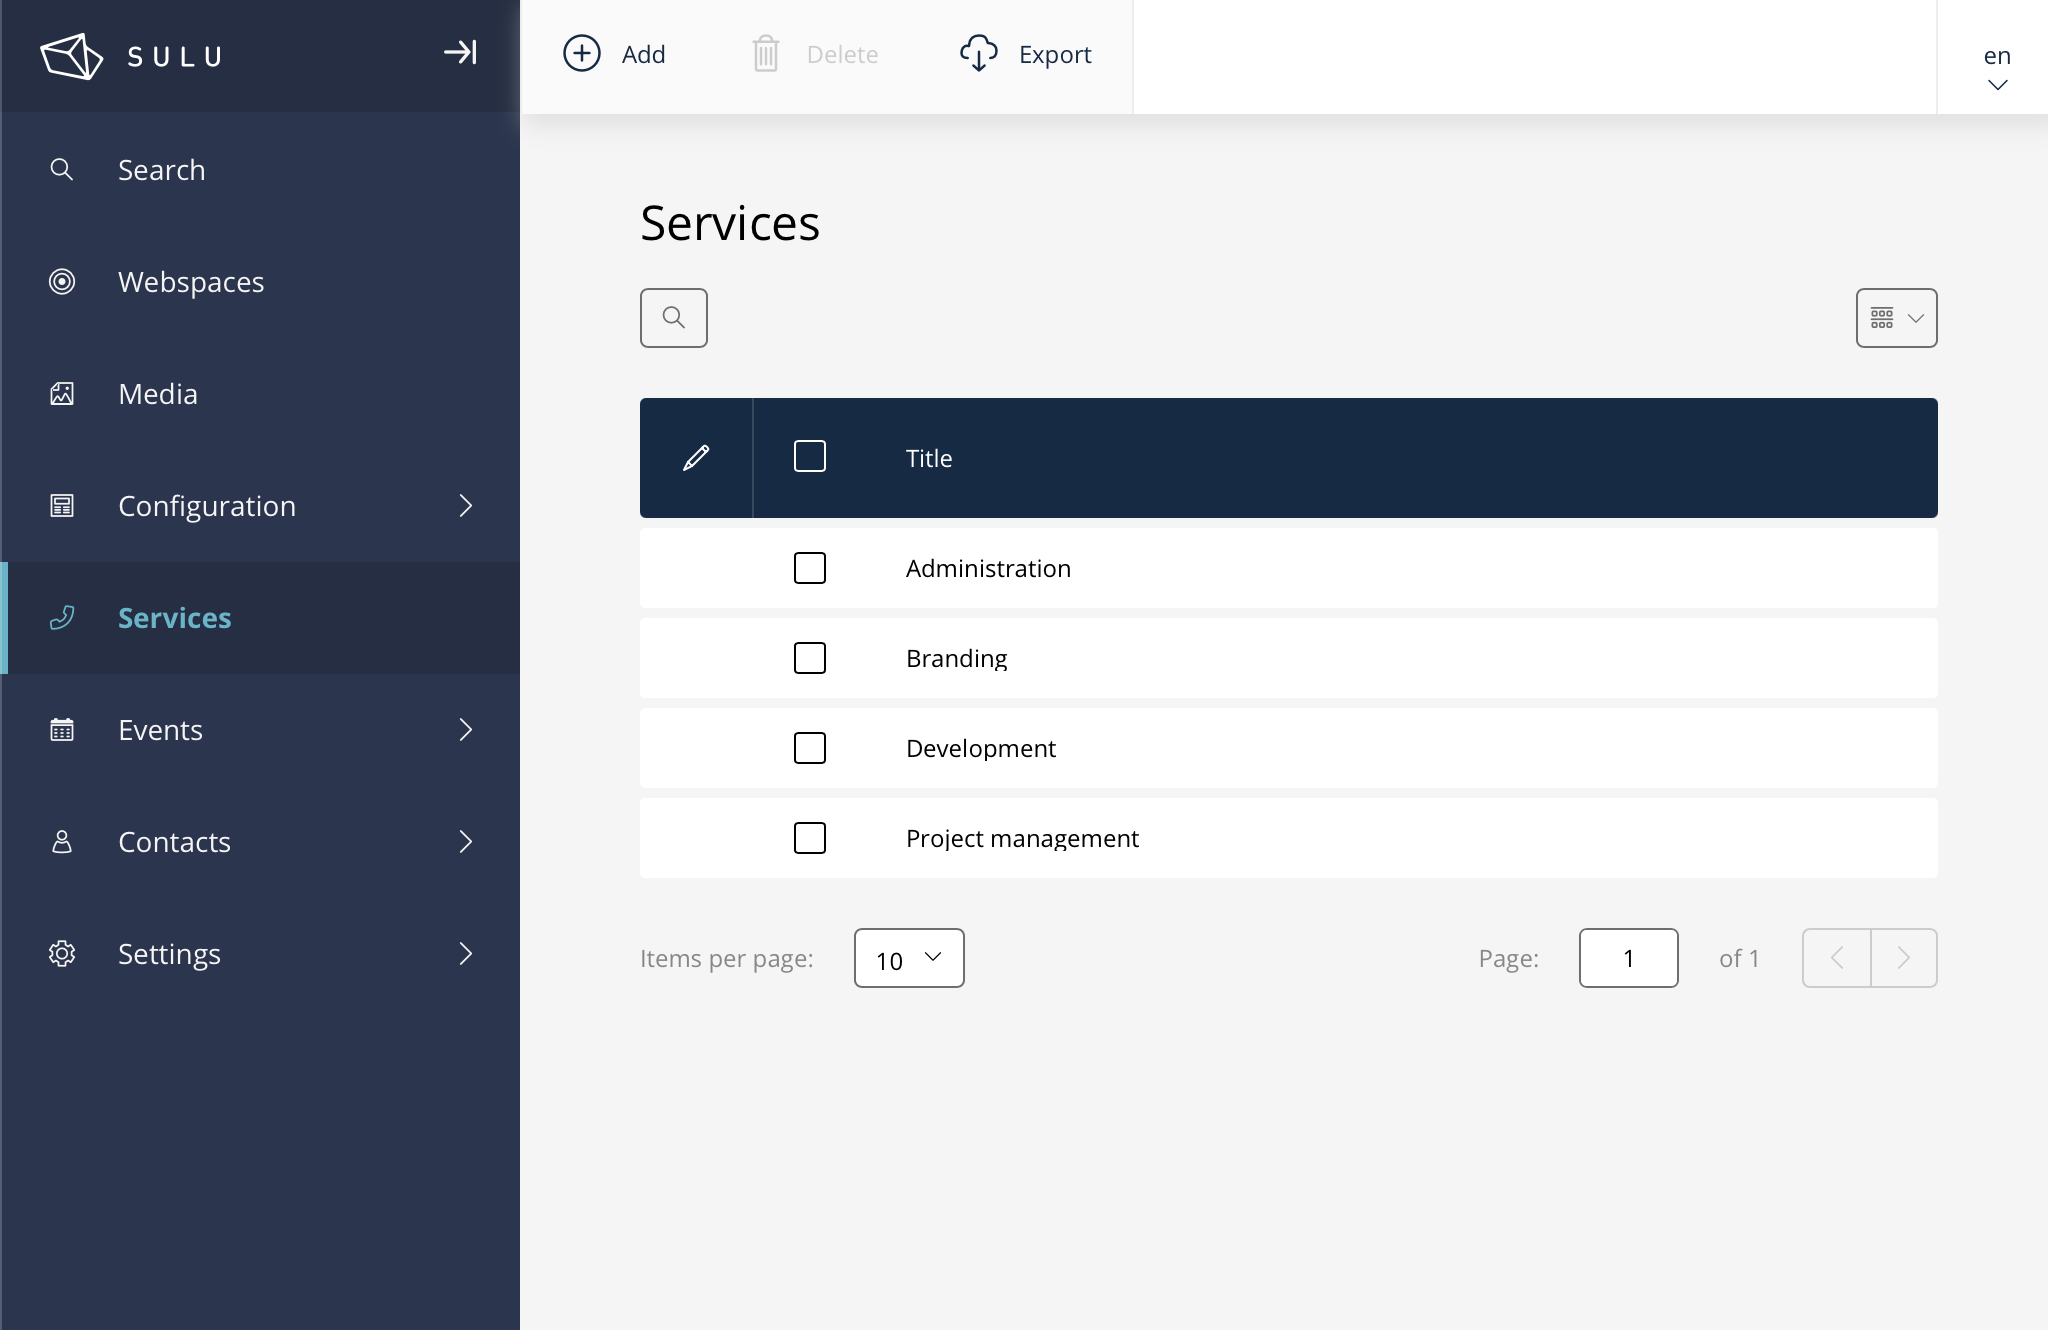 SULU
Add
Delete
Export
en
Search
Webspaces
Media
Configuration
Services
Events
Contacts
Settings
Services
Title
Administration
Branding
Development
Project management
Items per page:
10
Page:
1
of 1